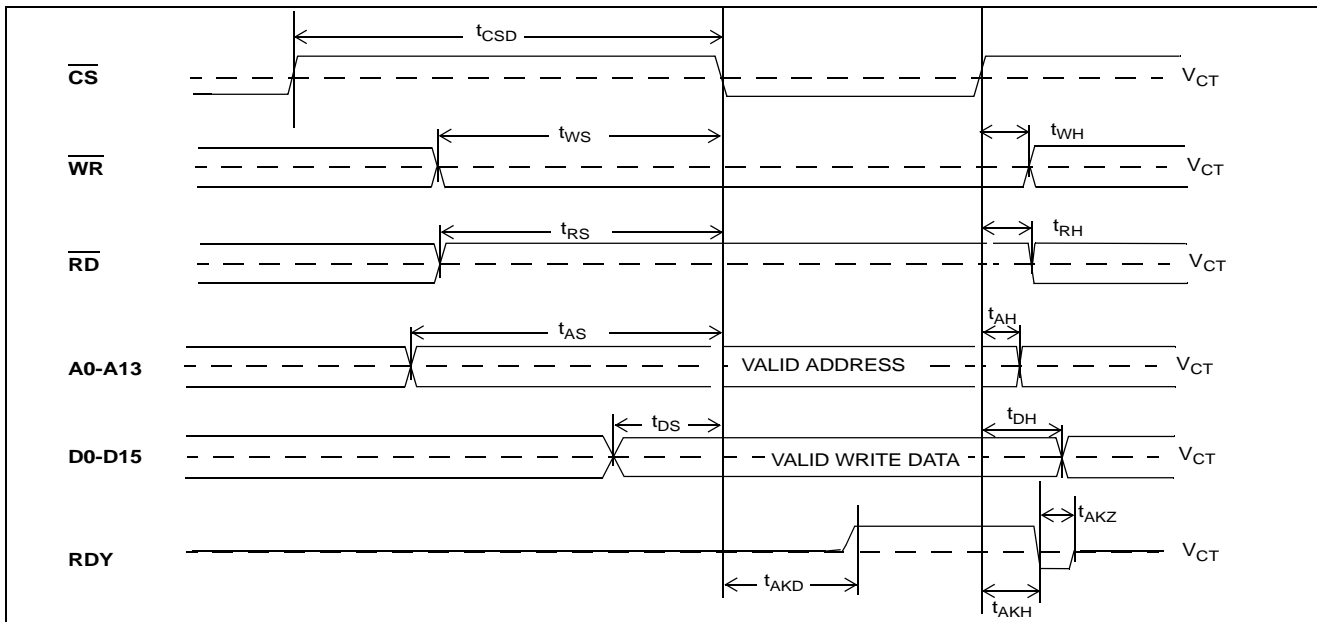 tCSD
CS VCT
tWS tWH
WR VCT
tRS tRH
RD VCT
tAS tAH
A0-A13 VALID ADDRESS VCT
tDS tDH
D0-D15 VALID WRITE DATA VCT
tAKZ
RDY VCT
tAKD
tAKH